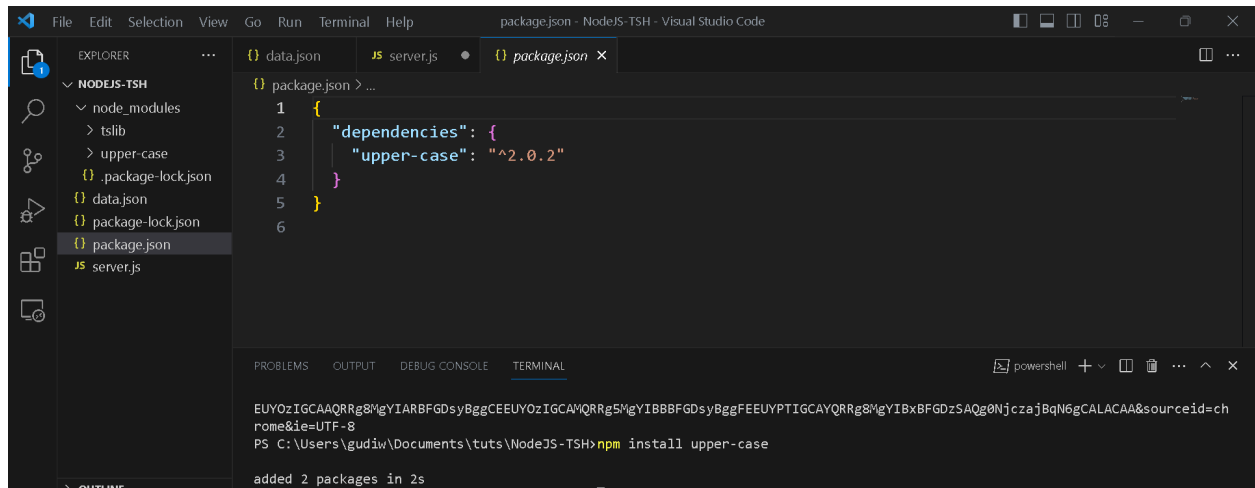 File Edit Selection View Go Run Terminal Help package.json - NodeJS-TSH - Visual Studio Code
EXPLORER ...
{} data.json JS server.js ● {} package.json ×
NODEJS-TSH
{} package.json > ...
node_modules
> tslib
> upper-case
{} .package-lock.json
{} data.json
{} package-lock.json
{} package.json
JS server.js
1
1 {
2 "dependencies": {
3 "upper-case": "^2.0.2"
4 }
5 }
6
PROBLEMS OUTPUT DEBUG CONSOLE TERMINAL powershell
EUYOzIGCAAQRRg8MgYIARBFGDsyBggCEEUYOzIGCAMQRRg5MgYIBBBFGDsyBggFEEUYPTIGCAYQRRg8MgYIBxBFGDzSAQg0NjczajBqN6gCALACAA&sourceid=ch
rome&ie=UTF-8
PS C:\Users\gudiw\Documents\tuts\NodeJS-TSH>npm install upper-case
added 2 packages in 2s
> OUTLINE